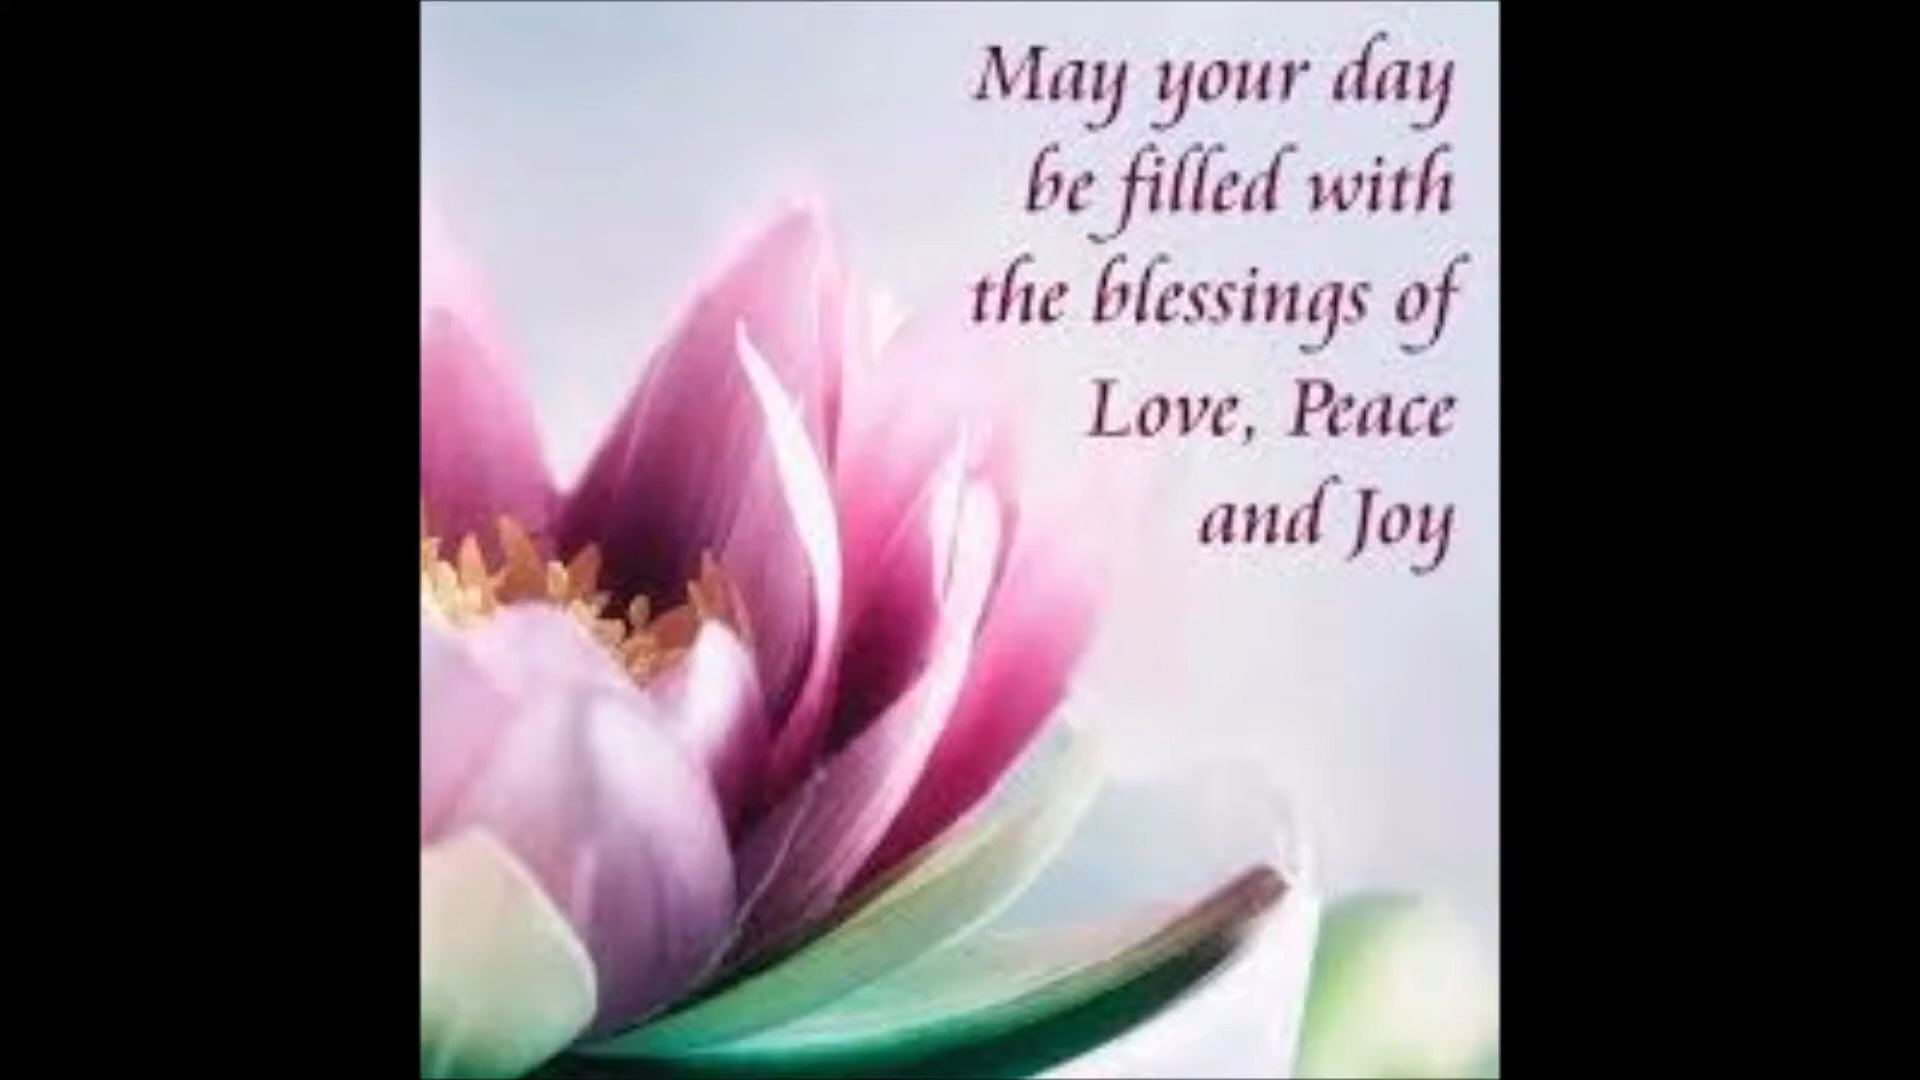 May your day
be filled with
the blessings of
Love, Peace
and Joy